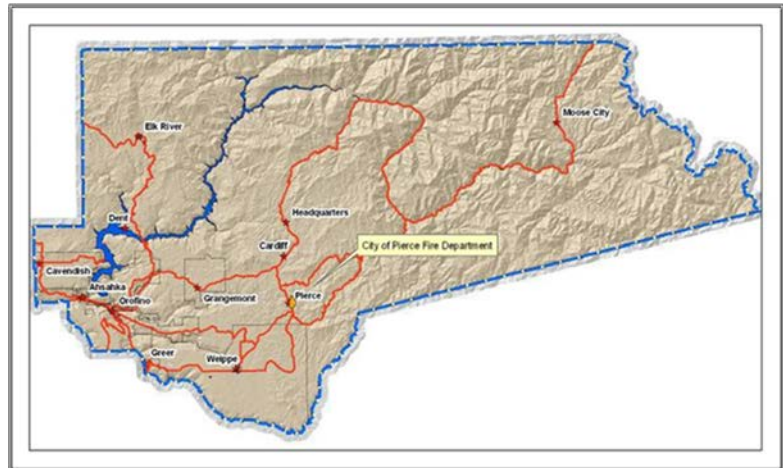 Moose City
Elk River
Dent
Headquarters
Cardiff
City of Pierce Fire Department
Cavendish
Ahsahka
Orofino
Grangemont
Pierce
Greer
Weippe